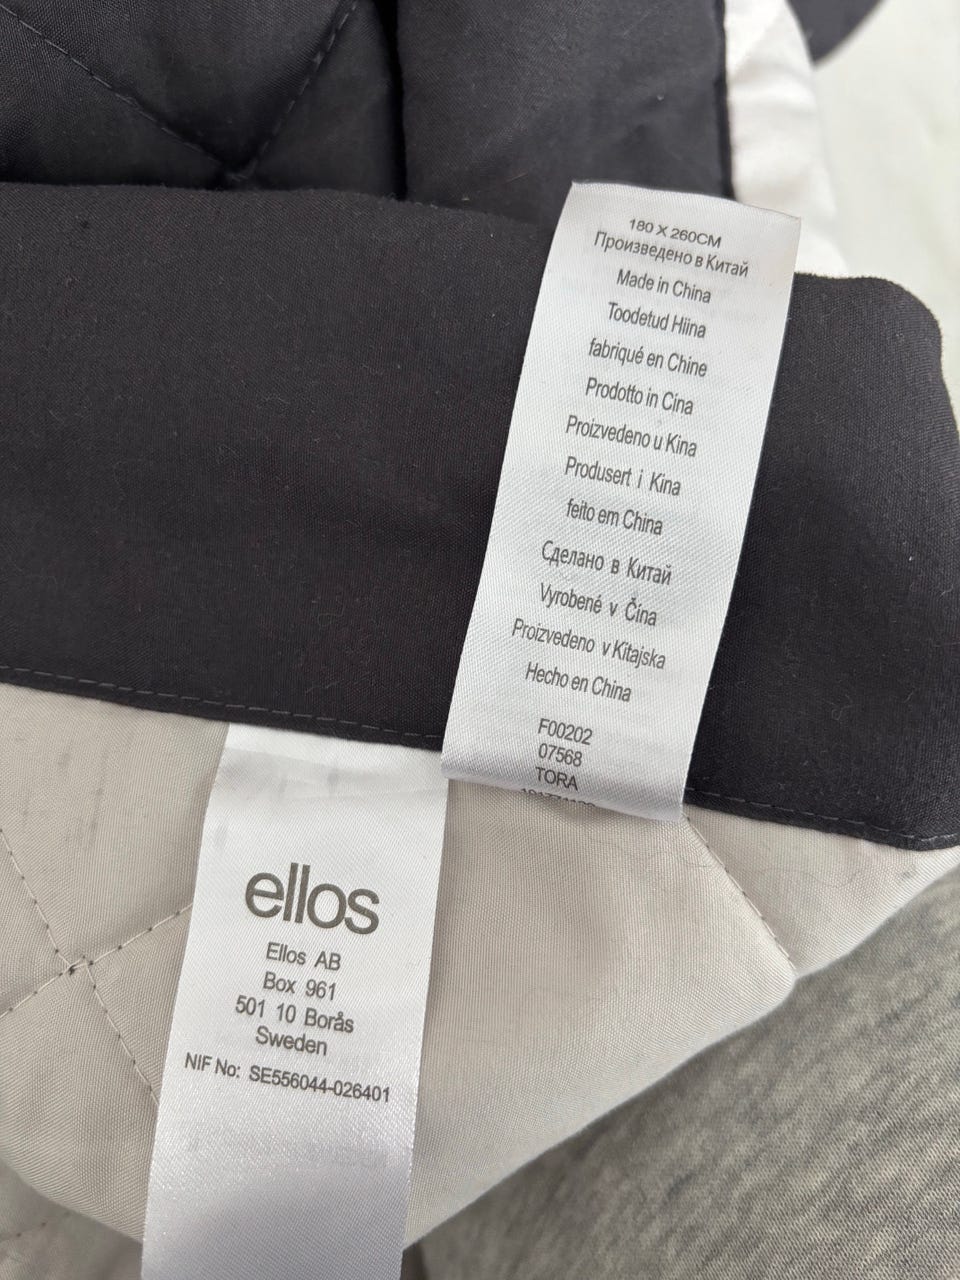 180 X 260CM
Произведено в Китай
Made in China
Toodetud Hiina
fabriqué en Chine
Prodotto in Cina
Proizvedeno u Kina
Produsert i Kina
feito em China
Сделано в Китай
Vyrobené v Čína
Proizvedeno v Kitajska
Hecho en China
F00202
07568
TORA
ellos
Ellos AB
Box 961
501 10 Borås
Sweden
NIF No: SE556044-026401